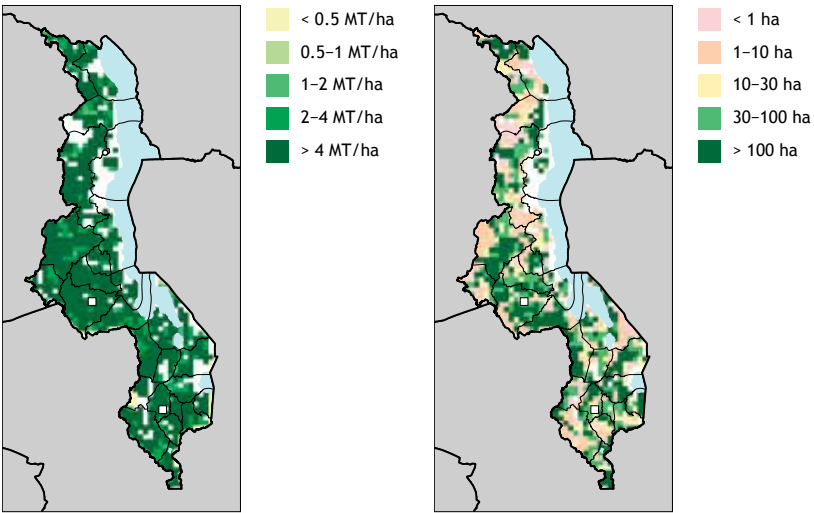 < 0.5 MT/ha
0.5–1 MT/ha
1–2 MT/ha
2–4 MT/ha
> 4 MT/ha
< 1 ha
1–10 ha
10–30 ha
30–100 ha
> 100 ha